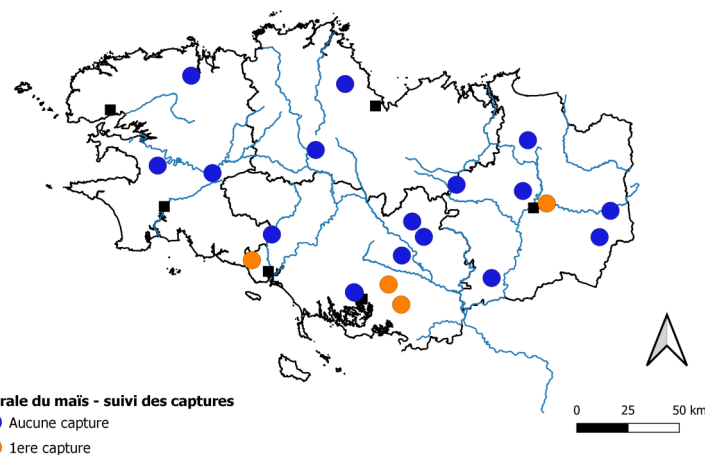 rale du maïs - suivi des captures
Aucune capture
1ere capture
0 25 50 km